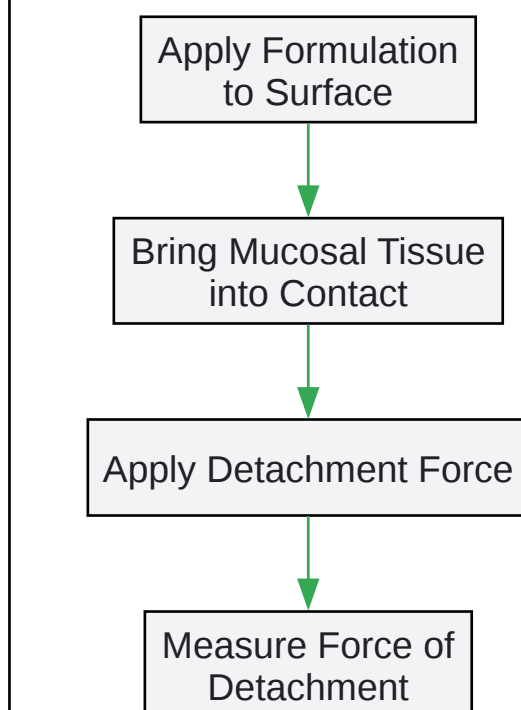 Apply Formulation
to Surface
Bring Mucosal Tissue
into Contact
Apply Detachment Force
Measure Force of
Detachment